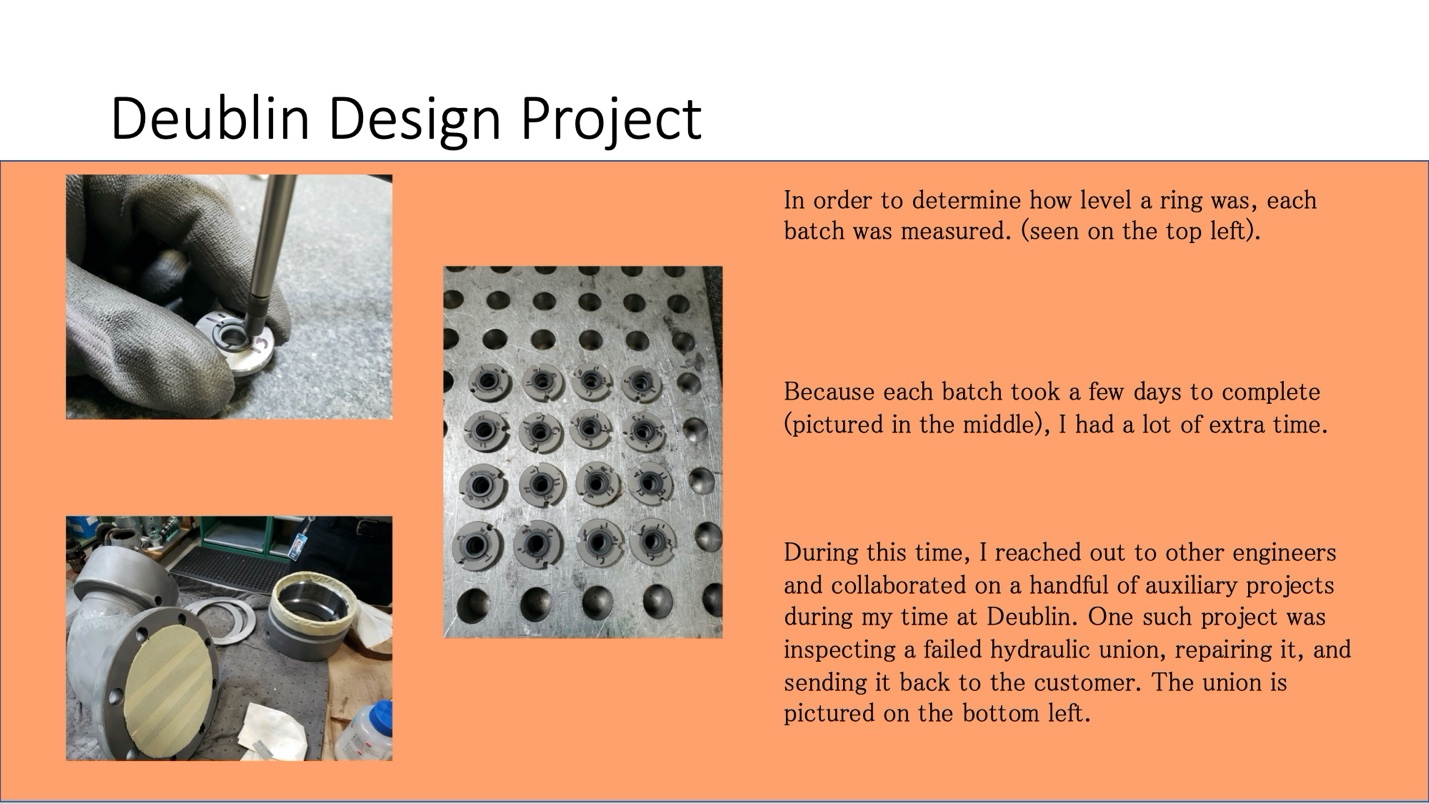 Deublin Design Project
In order to determine how level a ring was, each
batch was measured. (seen on the top left).
Because each batch took a few days to complete
(pictured in the middle), I had a lot of extra time.
During this time, I reached out to other engineers
and collaborated on a handful of auxiliary projects
during my time at Deublin. One such project was
inspecting a failed hydraulic union, repairing it, and
sending it back to the customer. The union is
pictured on the bottom left.